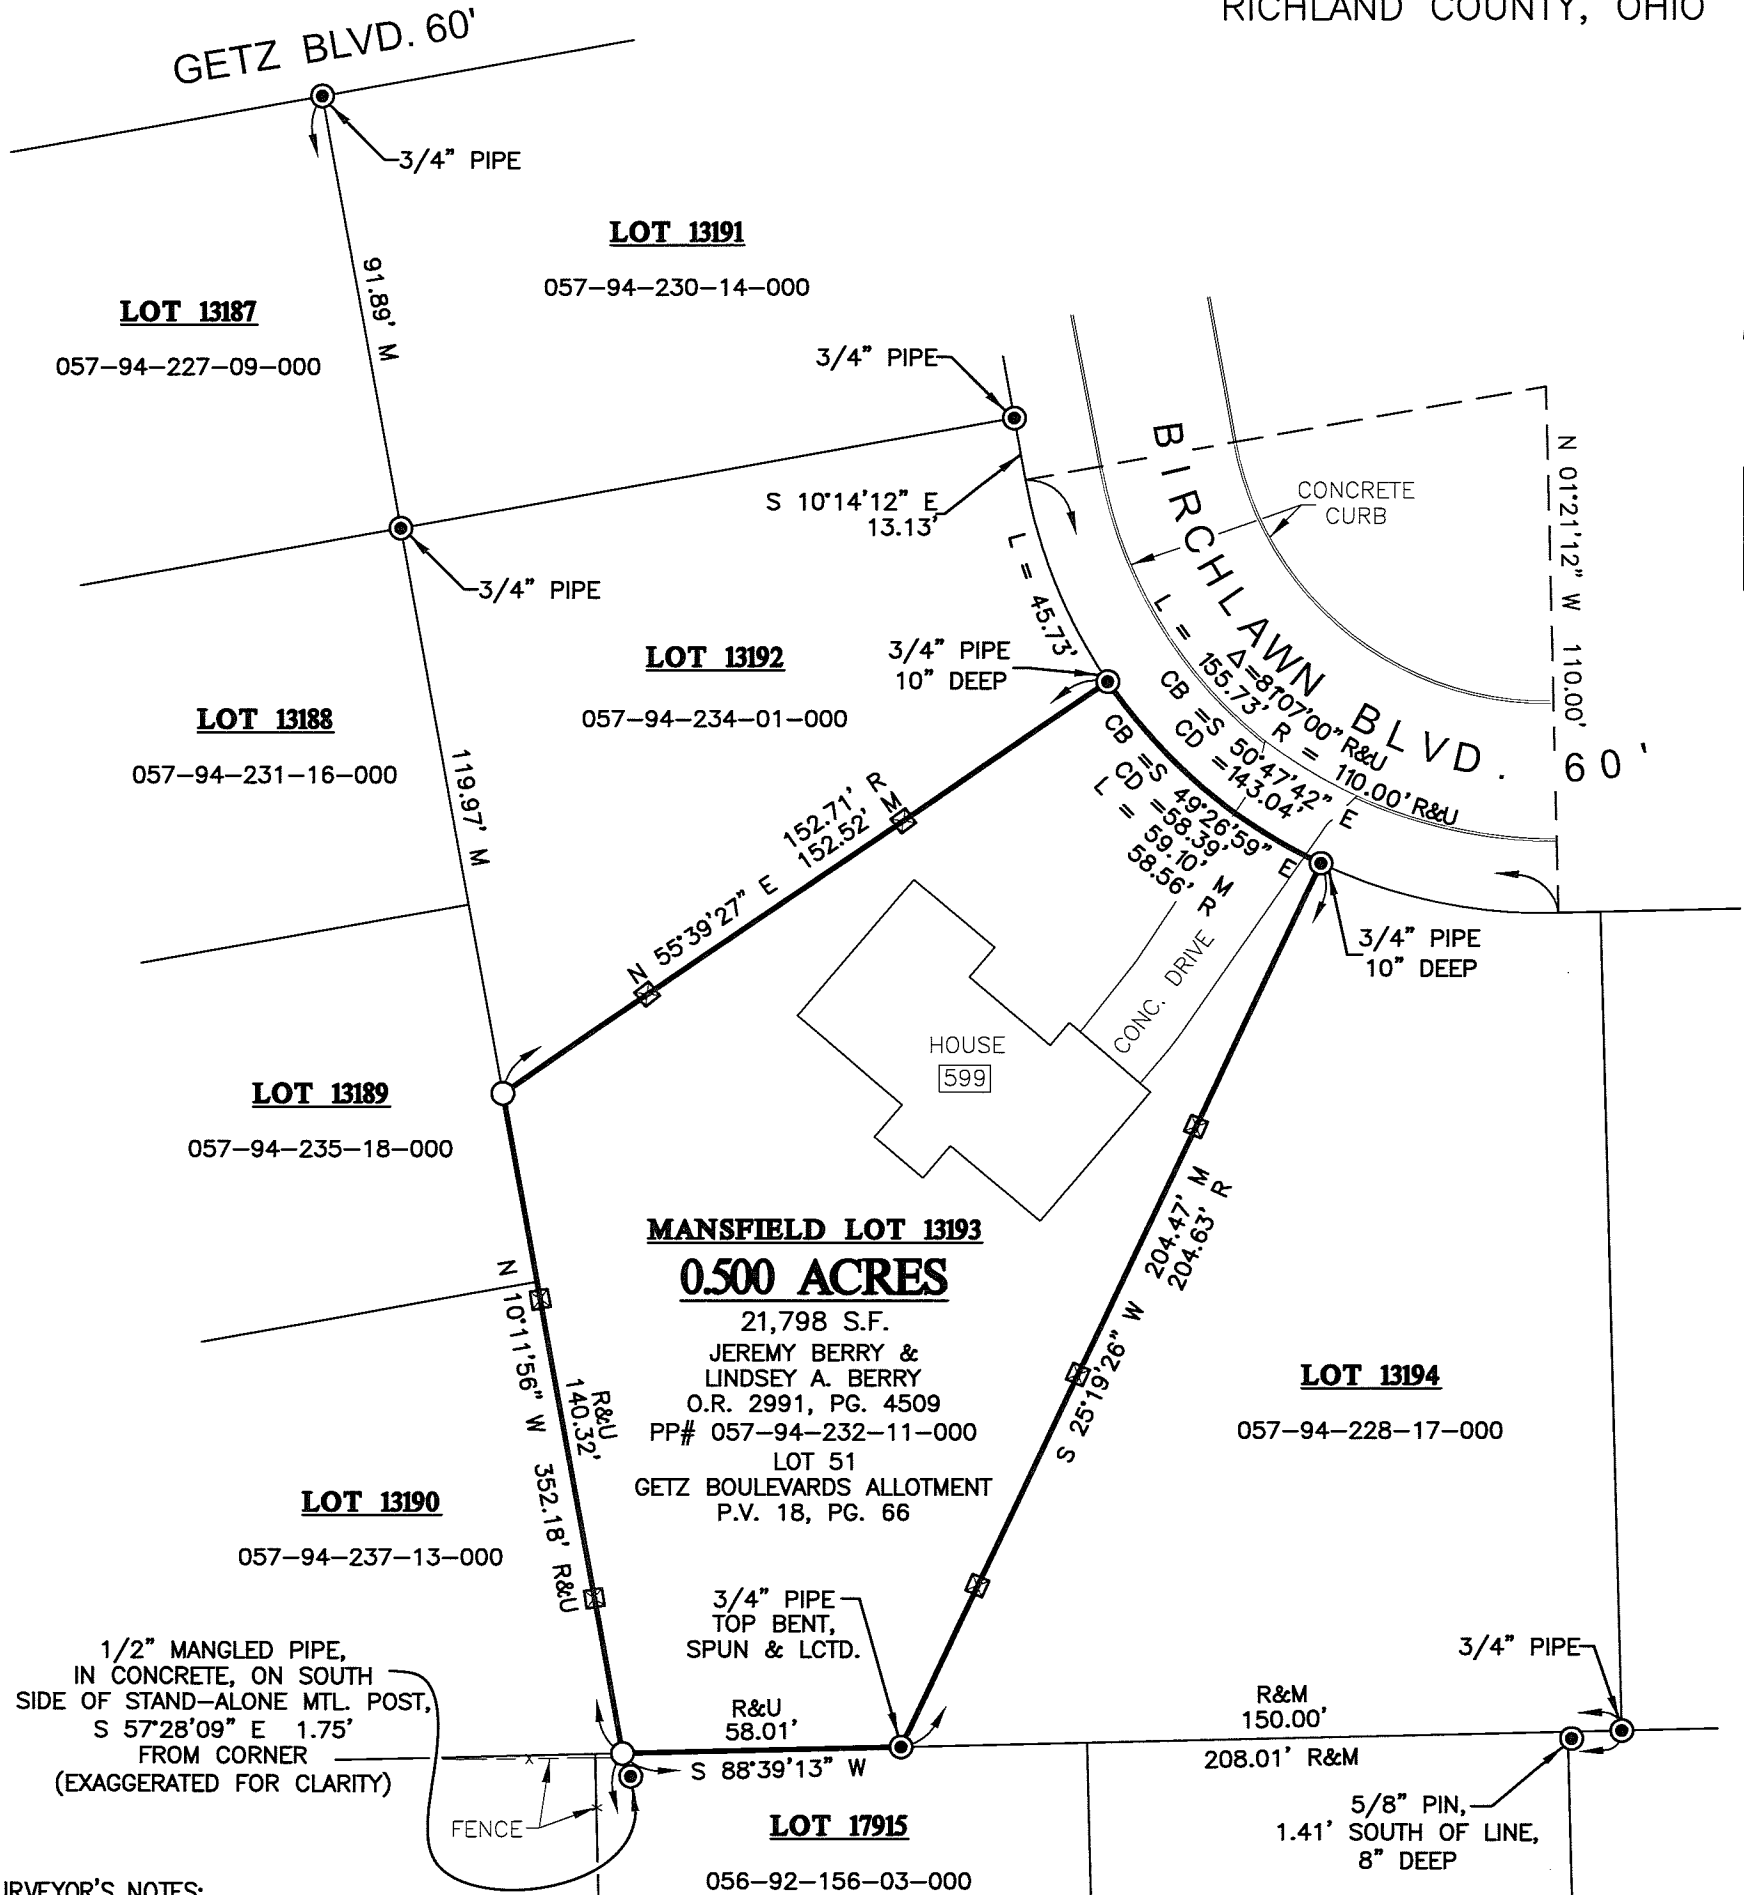 RICHLAND COUNTY, OHIO
GETZ BLVD. 60'
3/4" PIPE
LOT 13191
057-94-230-14-000
91.89' M
LOT 13187
057-94-227-09-000
3/4" PIPE
S 10°14'12" E
13.13'
BIRCHLAWN BLVD. 60'
CONCRETE
CURB
N 01°21'12" W 110.00'
3/4" PIPE
L = 45.73'
LOT 13192
057-94-234-01-000
3/4" PIPE
10" DEEP
Δ=81°07'00" R&U
L = 155.73' R = 110.00' R&U
CB =S 50°47'42" E
CD =143.04'
LOT 13188
057-94-231-16-000
119.97' M
CB =S 49°26'59" E
CD =58.39'
L = 59.10' M
58.56' R
152.71' R
N 55°39'27" E 152.52' M
3/4" PIPE
10" DEEP
CONC. DRIVE
HOUSE
599
LOT 13189
057-94-235-18-000
204.47' M
204.63' R
S 25°19'26" W
MANSFIELD LOT 13193
0.500 ACRES
21,798 S.F.
JEREMY BERRY &
LINDSEY A. BERRY
O.R. 2991, PG. 4509
PP# 057-94-232-11-000
LOT 51
GETZ BOULEVARDS ALLOTMENT
P.V. 18, PG. 66
N 10°11'56" W 352.18' R&U
R&U
140.32'
LOT 13194
057-94-228-17-000
LOT 13190
057-94-237-13-000
3/4" PIPE
TOP BENT,
SPUN & LCTD.
1/2" MANGLED PIPE,
IN CONCRETE, ON SOUTH
SIDE OF STAND-ALONE MTL. POST,
S 57°28'09" E 1.75'
FROM CORNER
(EXAGGERATED FOR CLARITY)
3/4" PIPE
R&U
58.01'
S 88°39'13" W
R&M
150.00'
208.01' R&M
FENCE
LOT 17915
056-92-156-03-000
5/8" PIN,
1.41' SOUTH OF LINE,
8" DEEP
URVEYOR'S NOTES: